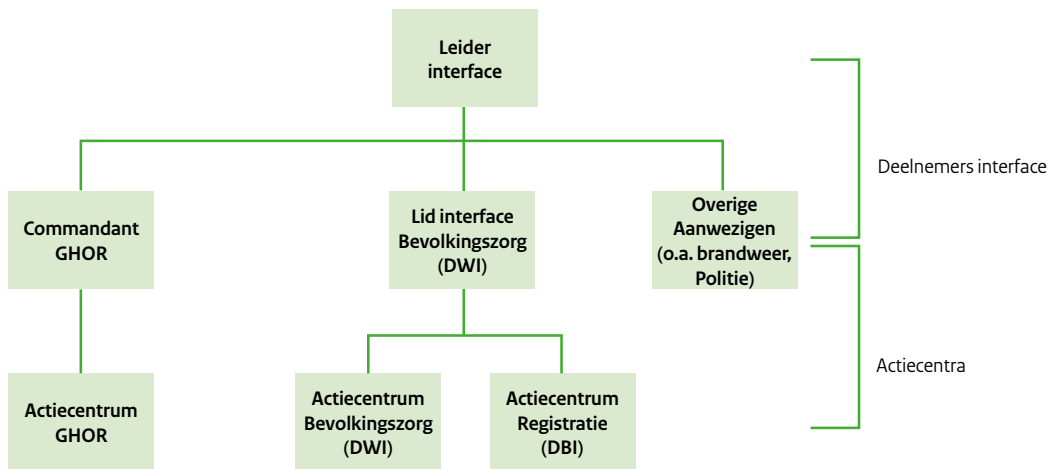 Leider
interface
Deelnemers interface
Commandant
GHOR
Lid interface
Bevolkingszorg
(DWI)
Overige
Aanwezigen
(o.a. brandweer,
Politie)
Actiecentra
Actiecentrum
GHOR
Actiecentrum
Bevolkingszorg
(DWI)
Actiecentrum
Registratie
(DBI)